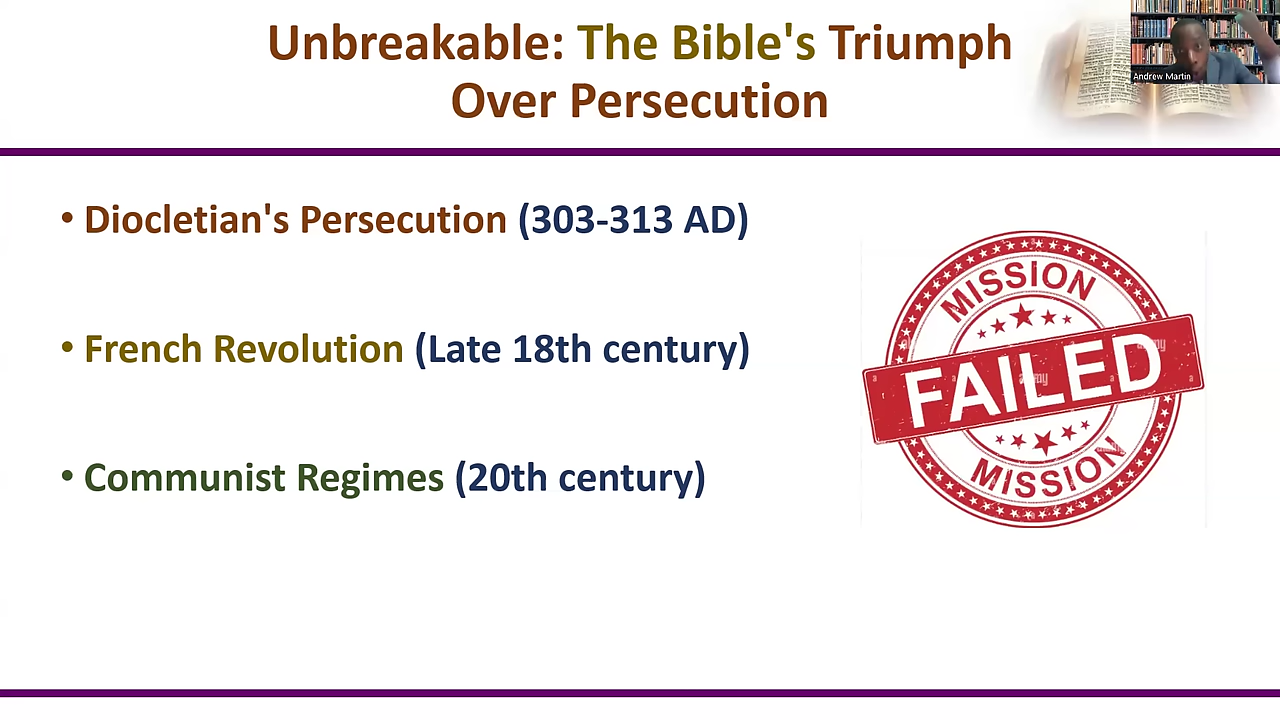 Unbreakable: The Bible's Triumph
Over Persecution
Andrew Martin
• Diocletian's Persecution (303-313 AD)
• French Revolution (Late 18th century)
• Communist Regimes (20th century)
MISSION
FAILED
MISSION
alamy
a